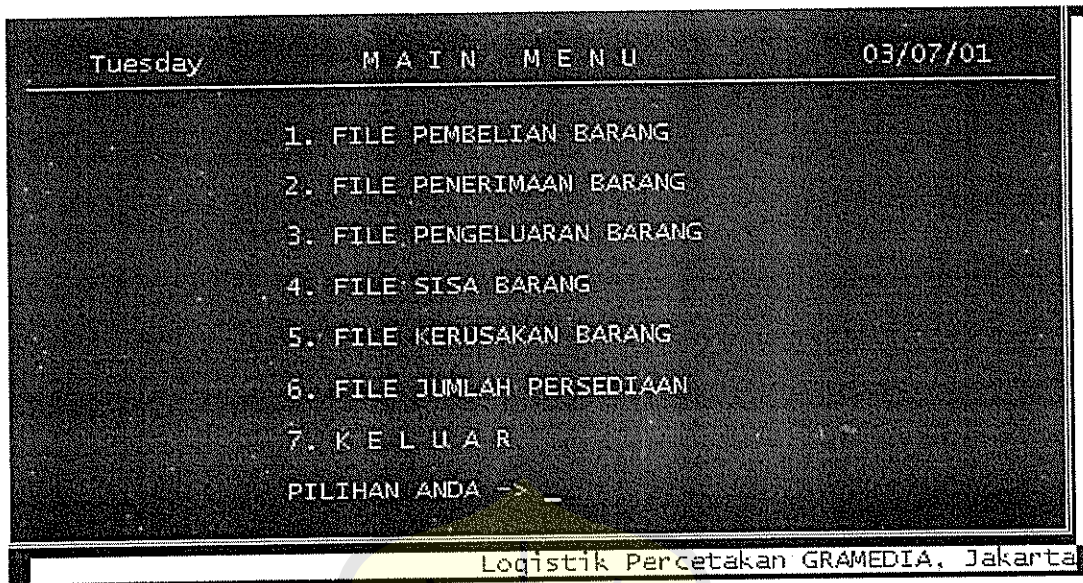 Tuesday M A I N M E N U 03/07/01
1. FILE PEMBELIAN BARANG
2. FILE PENERIMAAN BARANG
3. FILE PENGELUARAN BARANG
4. FILE SISA BARANG
5. FILE KERUSAKAN BARANG
6. FILE JUMLAH PERSEDIAAN
7. K E L U A R
PILIHAN ANDA -> _
Logistik Percetakan GRAMEDIA, Jakarta